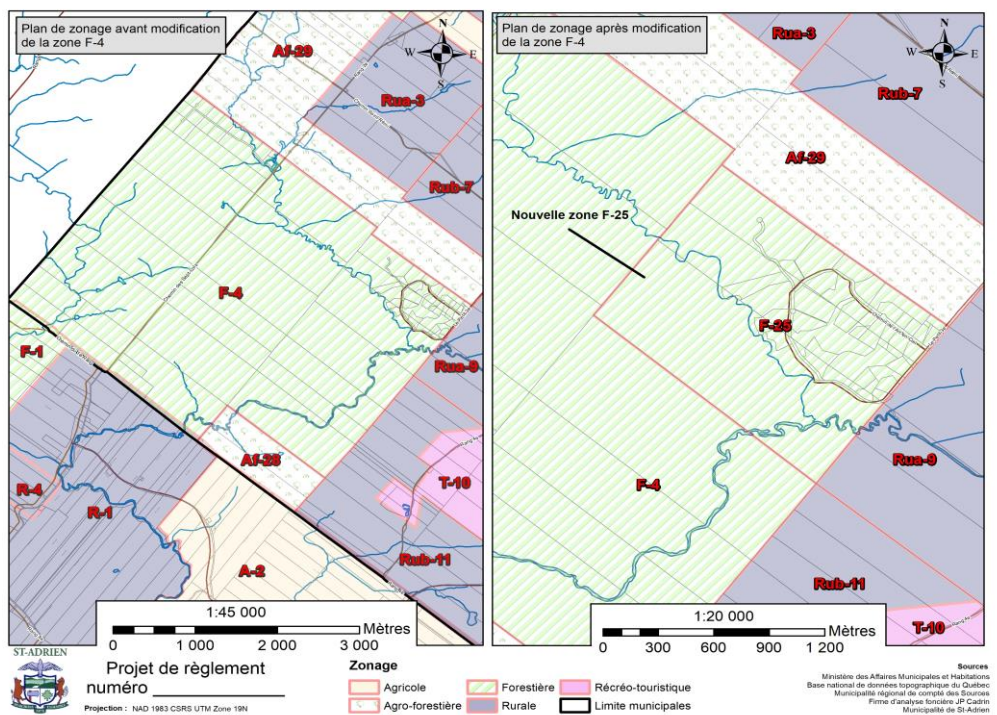 Plan de zonage avant modification
de la zone F-4
N
W
E
S
Af-29
Rua-3
Rub-7
Chemin des Sept-Lots
F-4
F-1
Rua-9
Af-28
T-10
R-4
R-1
Rub-11
A-2
1:45 000
0
1 000
2 000
3 000
Mètres
Plan de zonage après modification
de la zone F-4
N
W
E
S
Rua-3
Rub-7
Af-29
Nouvelle zone F-25
F-25
Rua-9
F-4
Rub-11
T-10
1:20 000
0
300
600
900
1 200
Mètres
ST-ADRIEN
Projet de règlement
numéro
Projection : NAD 1983 CSRS UTM Zone 19N
Zonage
Agricole
Forestière
Récréo-touristique
Agro-forestière
Rurale
Limite municipales
Sources
Ministère des Affaires Municipales et Habitations
Base national de données topographique du Québec
Municipalité régional de compté des Sources
Firme d'analyse foncière JP Cadrin
Municipalité de St-Adrien